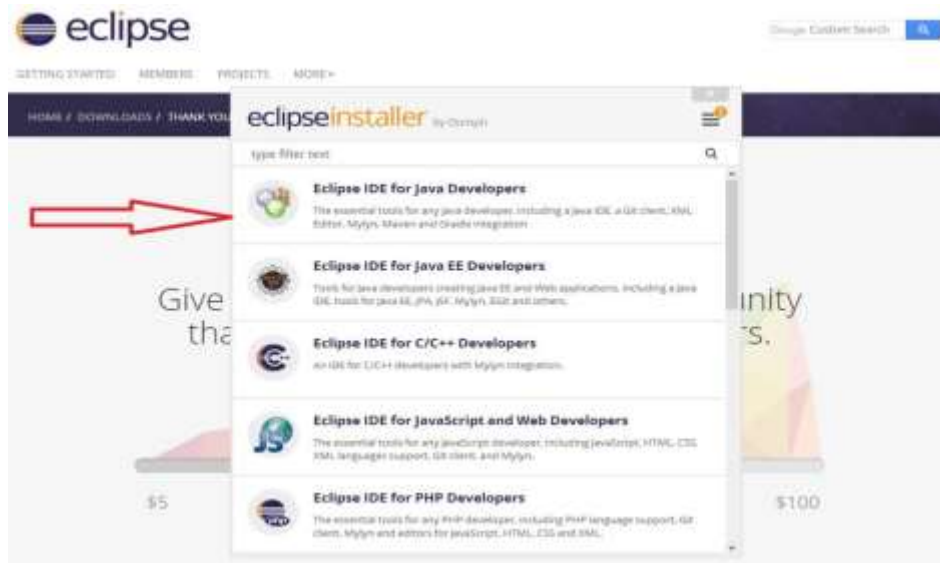 eclipse
Google Custom Search
GETTING STARTED MEMBERS PROJECTS MORE
HOME / DOWNLOADS / THANK YOU
eclipseinstaller by Oomph
type filter text
Eclipse IDE for Java Developers
The essential tools for any Java developer, including a Java IDE, a Git client, XML
Editor, Mylyn, Maven and Gradle integration
Eclipse IDE for Java EE Developers
Tools for Java developers creating Java EE and Web applications, including a Java
IDE, tools for Java EE, JPA, JSF, Mylyn, EGit and others.
Eclipse IDE for C/C++ Developers
An IDE for C/C++ developers with Mylyn integration.
Eclipse IDE for JavaScript and Web Developers
The essential tools for any JavaScript developer, including JavaScript, HTML, CSS,
XML languages support, Git client, and Mylyn.
Eclipse IDE for PHP Developers
The essential tools for any PHP developer, including PHP language support, Git
client, Mylyn and editors for JavaScript, HTML, CSS and XML.
Give unity
tha rs.
$5 $100
php